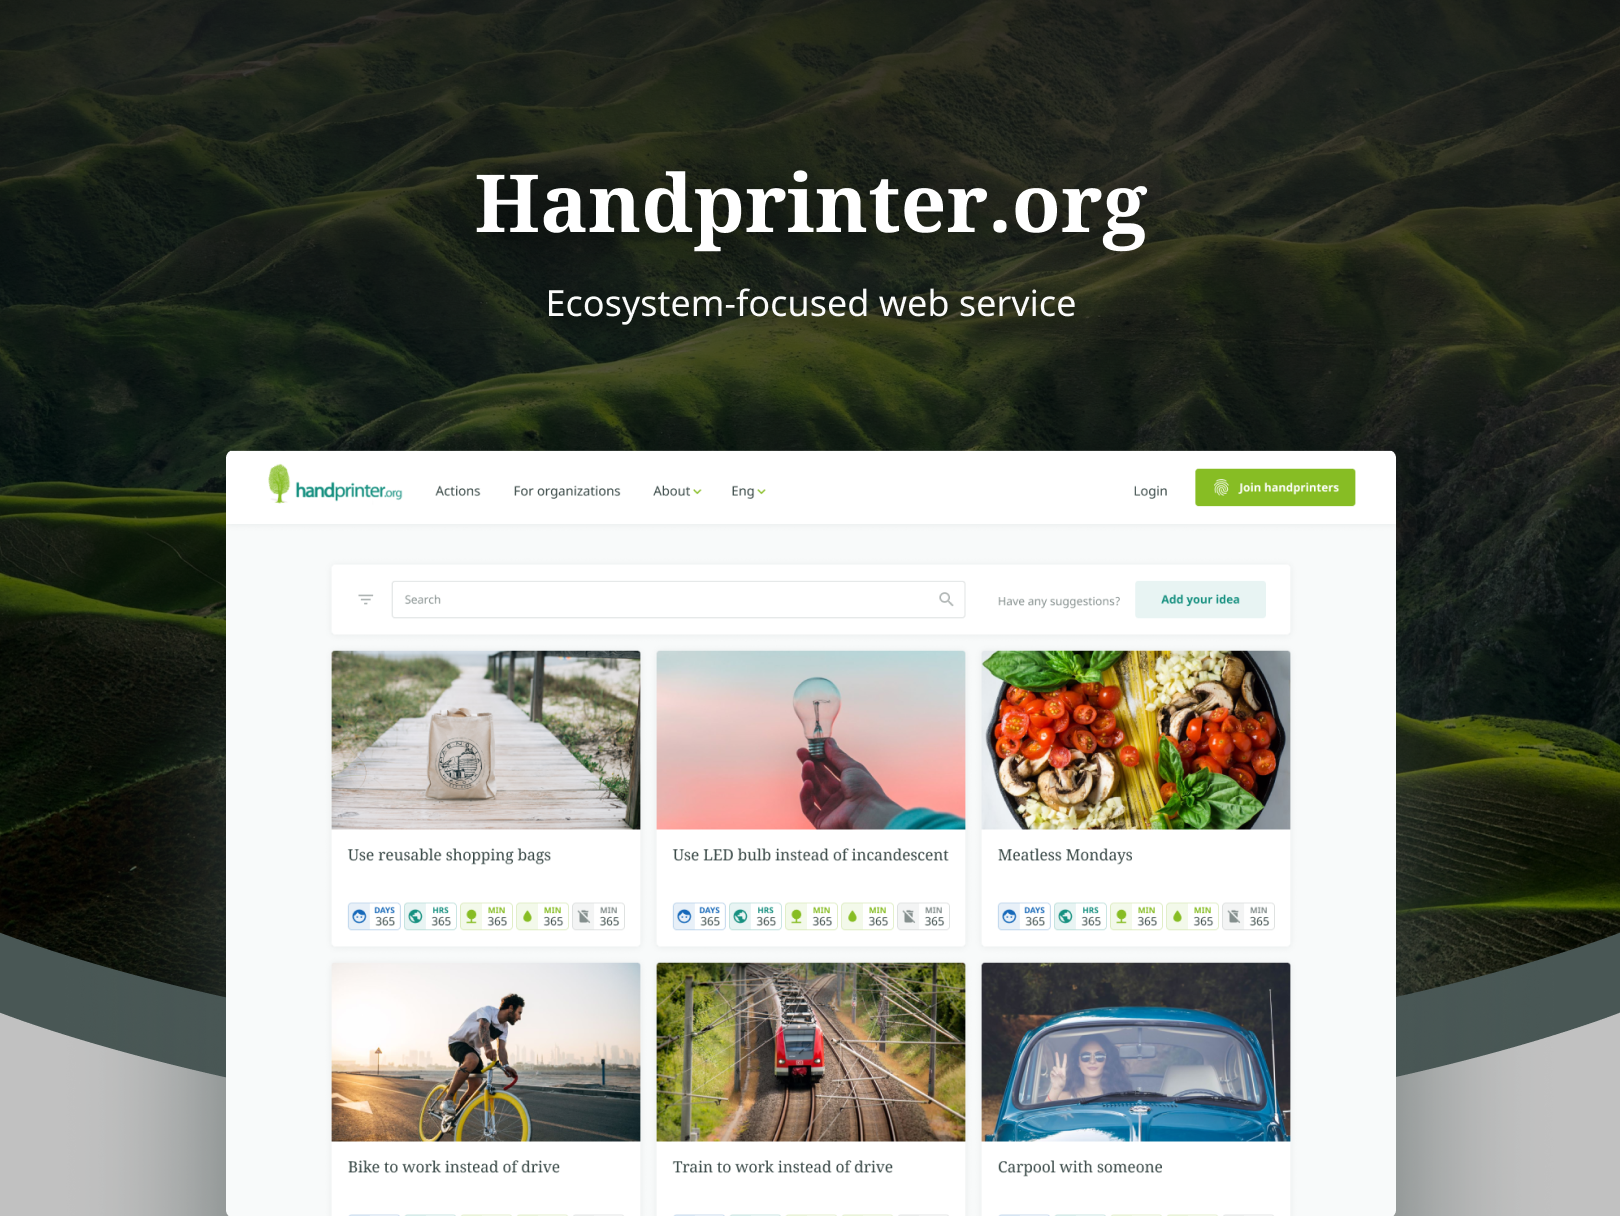 Handprinter.org
Ecosystem-focused web service
handprinter.org Actions For organizations About Eng Login Join handprinters
Search Have any suggestions? Add your idea
Use reusable shopping bags
DAYS 365 HRS 365 MIN 365 MIN 365 MIN 365
Use LED bulb instead of incandescent
DAYS 365 HRS 365 MIN 365 MIN 365 MIN 365
Meatless Mondays
DAYS 365 HRS 365 MIN 365 MIN 365 MIN 365
Bike to work instead of drive
Train to work instead of drive
Carpool with someone